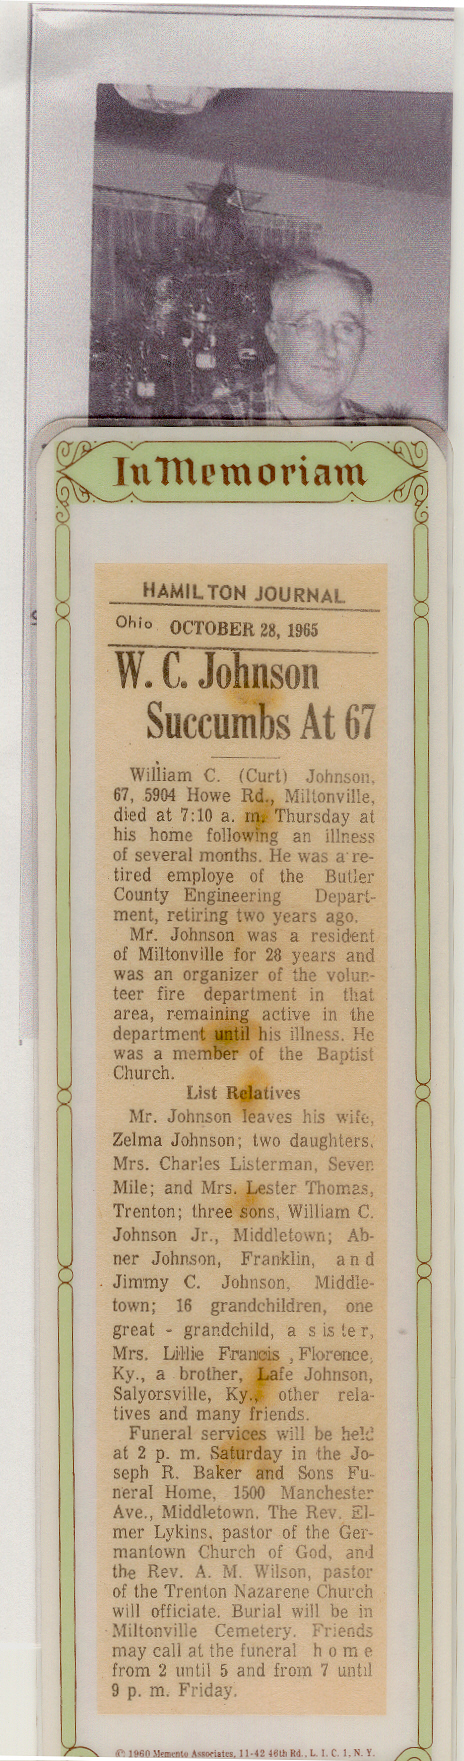 In Memoriam
HAMILTON JOURNAL
Ohio OCTOBER 28, 1965
W. C. Johnson
Succumbs At 67
William C. (Curt) Johnson,
67, 5904 Howe Rd., Miltonville,
died at 7:10 a. m. Thursday at
his home following an illness
of several months. He was a re-
tired employe of the Butler
County Engineering Depart-
ment, retiring two years ago.
Mr. Johnson was a resident
of Miltonville for 28 years and
was an organizer of the volun-
teer fire department in that
area, remaining active in the
department until his illness. He
was a member of the Baptist
Church.
List Relatives
Mr. Johnson leaves his wife,
Zelma Johnson; two daughters,
Mrs. Charles Listerman, Seven
Mile; and Mrs. Lester Thomas,
Trenton; three sons, William C.
Johnson Jr., Middletown; Ab-
ner Johnson, Franklin, and
Jimmy C. Johnson, Middle-
town; 16 grandchildren, one
great - grandchild, a sister,
Mrs. Lillie Francis , Florence,
Ky., a brother, Lafe Johnson,
Salyorsville, Ky., other rela-
tives and many friends.
Funeral services will be held
at 2 p. m. Saturday in the Jo-
seph R. Baker and Sons Fu-
neral Home, 1500 Manchester
Ave., Middletown. The Rev. El-
mer Lykins, pastor of the Ger-
mantown Church of God, and
the Rev. A. M. Wilson, pastor
of the Trenton Nazarene Church
will officiate. Burial will be in
Miltonville Cemetery. Friends
may call at the funeral home
from 2 until 5 and from 7 until
9 p. m. Friday.
© 1960 Memento Associates, 11-42 46th Rd., L. I. C. 1, N. Y.